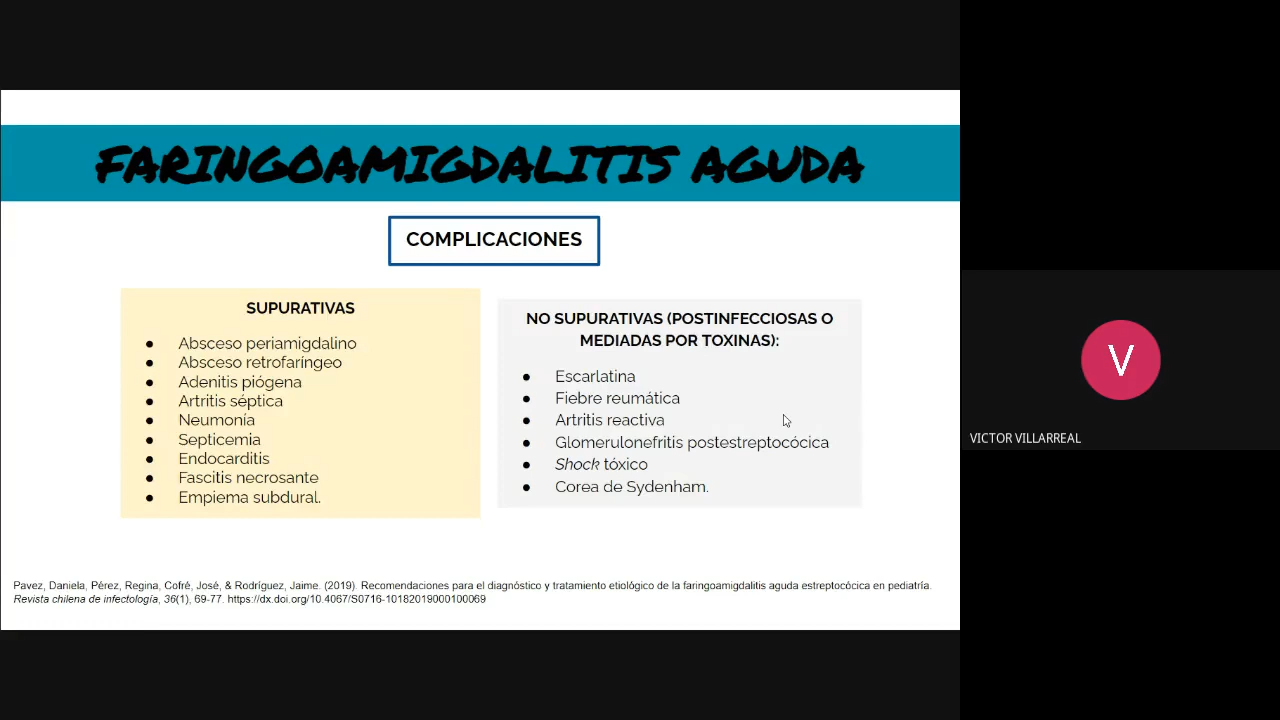 FARINGOAMIGDALITIS AGUDA
COMPLICACIONES
SUPURATIVAS
● Absceso periamigdalino
● Absceso retrofaríngeo
● Adenitis piógena
● Artritis séptica
● Neumonía
● Septicemia
● Endocarditis
● Fascitis necrosante
● Empiema subdural.
NO SUPURATIVAS (POSTINFECCIOSAS O
MEDIADAS POR TOXINAS):
● Escarlatina
● Fiebre reumática
● Artritis reactiva
● Glomerulonefritis postestreptocócica
● Shock tóxico
● Corea de Sydenham.
Pavez, Daniela, Pérez, Regina, Cofré, José, & Rodríguez, Jaime. (2019). Recomendaciones para el diagnóstico y tratamiento etiológico de la faringoamigdalitis aguda estreptocócica en pediatría.
Revista chilena de infectología, 36(1), 69-77. https://dx.doi.org/10.4067/S0716-10182019000100069
V
VICTOR VILLARREAL